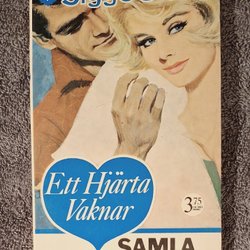 Ett Hjärta
Vaknar
3.75
SAMLA